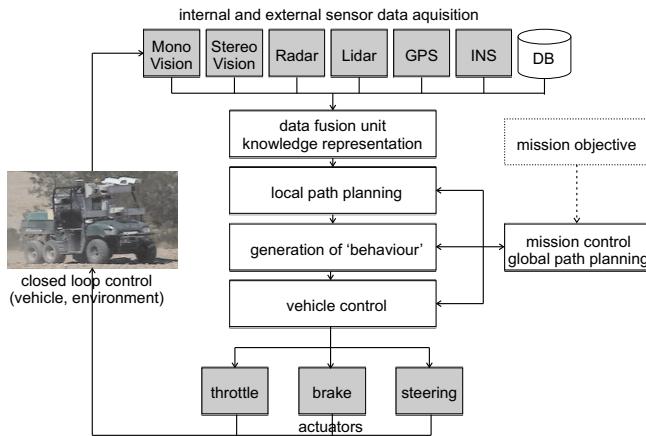 internal and external sensor data aquisition
Mono
Vision
Stereo
Vision
Radar
Lidar
GPS
INS
DB
data fusion unit
knowledge representation
mission objective
local path planning
generation of ‘behaviour’
mission control
global path planning
closed loop control
(vehicle, environment)
vehicle control
throttle
brake
steering
actuators